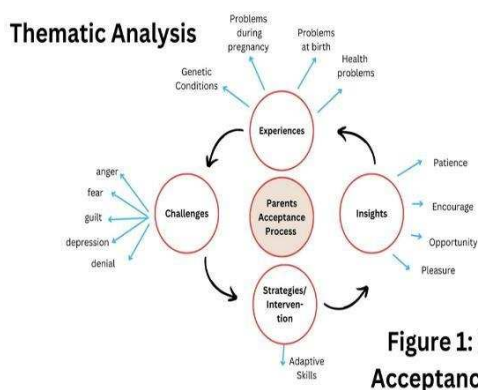 Thematic Analysis
Problems
during
pregnancy
Problems
at birth
Health
problems
Genetic
Conditions
Experiences
anger
fear
guilt
depression
denial
Challenges
Parents
Acceptance
Process
Insights
Patience
Encourage
Opportunity
Pleasure
Strategies/
Interven-
tion
Adaptive
Skills
Figure 1:
Acceptanc